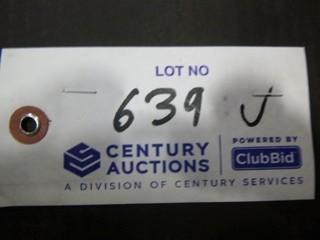 LOT NO
639 J
CENTURY
AUCTIONS
POWERED BY
ClubBid
A DIVISION OF CENTURY SERVICES